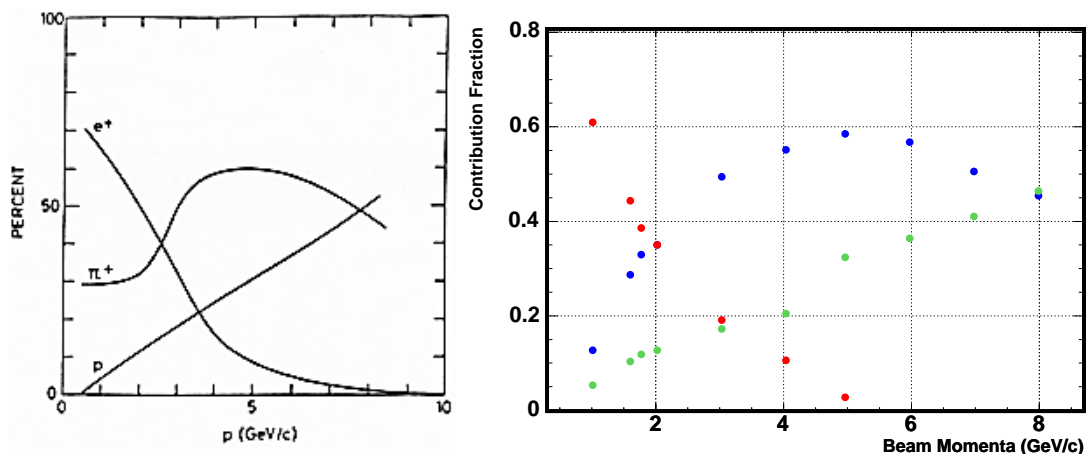 100
e+
PERCENT
50
π+
p
0
0
5
10
p (GeV/c)
Contribution Fraction
0.8
0.6
0.4
0.2
0
2
4
6
8
Beam Momenta (GeV/c)